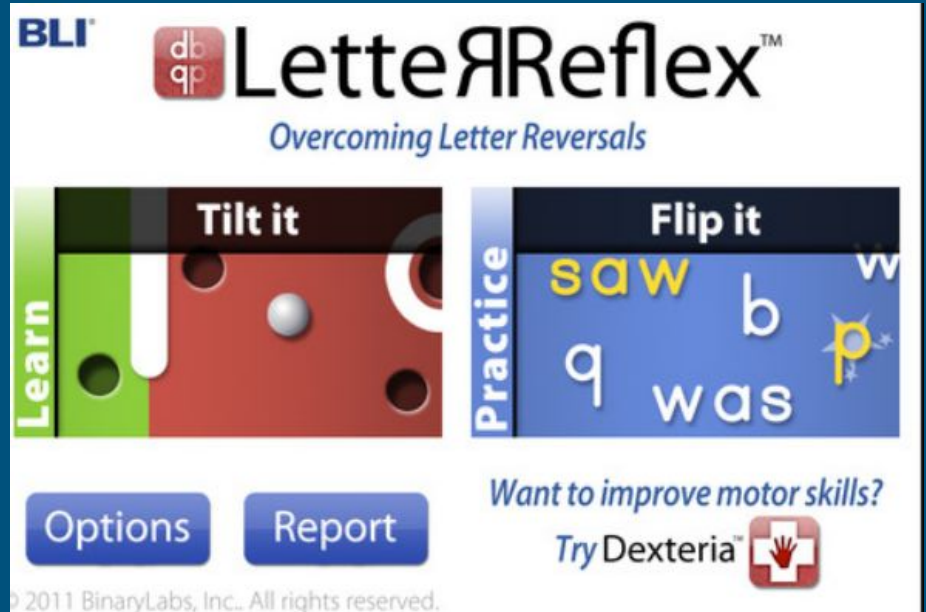 BLI
db
qp
LetteЯReflex™
Overcoming Letter Reversals
Learn
Tilt it
Practice
Flip it
saw
w
b
q
p
was
Options
Report
Want to improve motor skills?
Try Dexteria™
© 2011 BinaryLabs, Inc.. All rights reserved.